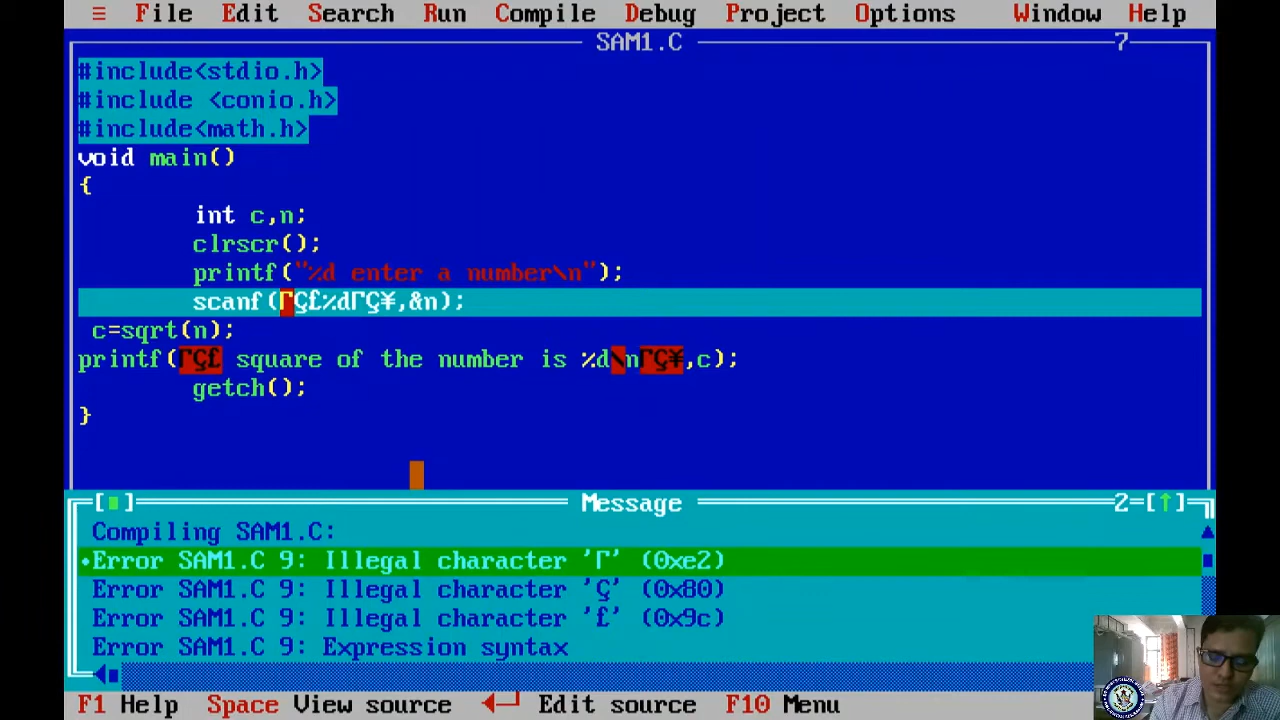 ≡ File Edit Search Run Compile Debug Project Options Window Help
SAM1.C 7
#include<stdio.h>
#include <conio.h>
#include<math.h>
void main()
{
int c,n;
clrscr();
printf("%d enter a number\n");
scanf(ΓÇ£%dΓÇ¥,&n);
c=sqrt(n);
printf(ΓÇ£ square of the number is %d\nΓÇ¥,c);
getch();
}
[■] Message 2=[↑]
Compiling SAM1.C:
•Error SAM1.C 9: Illegal character 'Γ' (0xe2)
Error SAM1.C 9: Illegal character 'Ç' (0x80)
Error SAM1.C 9: Illegal character '£' (0x9c)
Error SAM1.C 9: Expression syntax
F1 Help Space View source ◄┘ Edit source F10 Menu